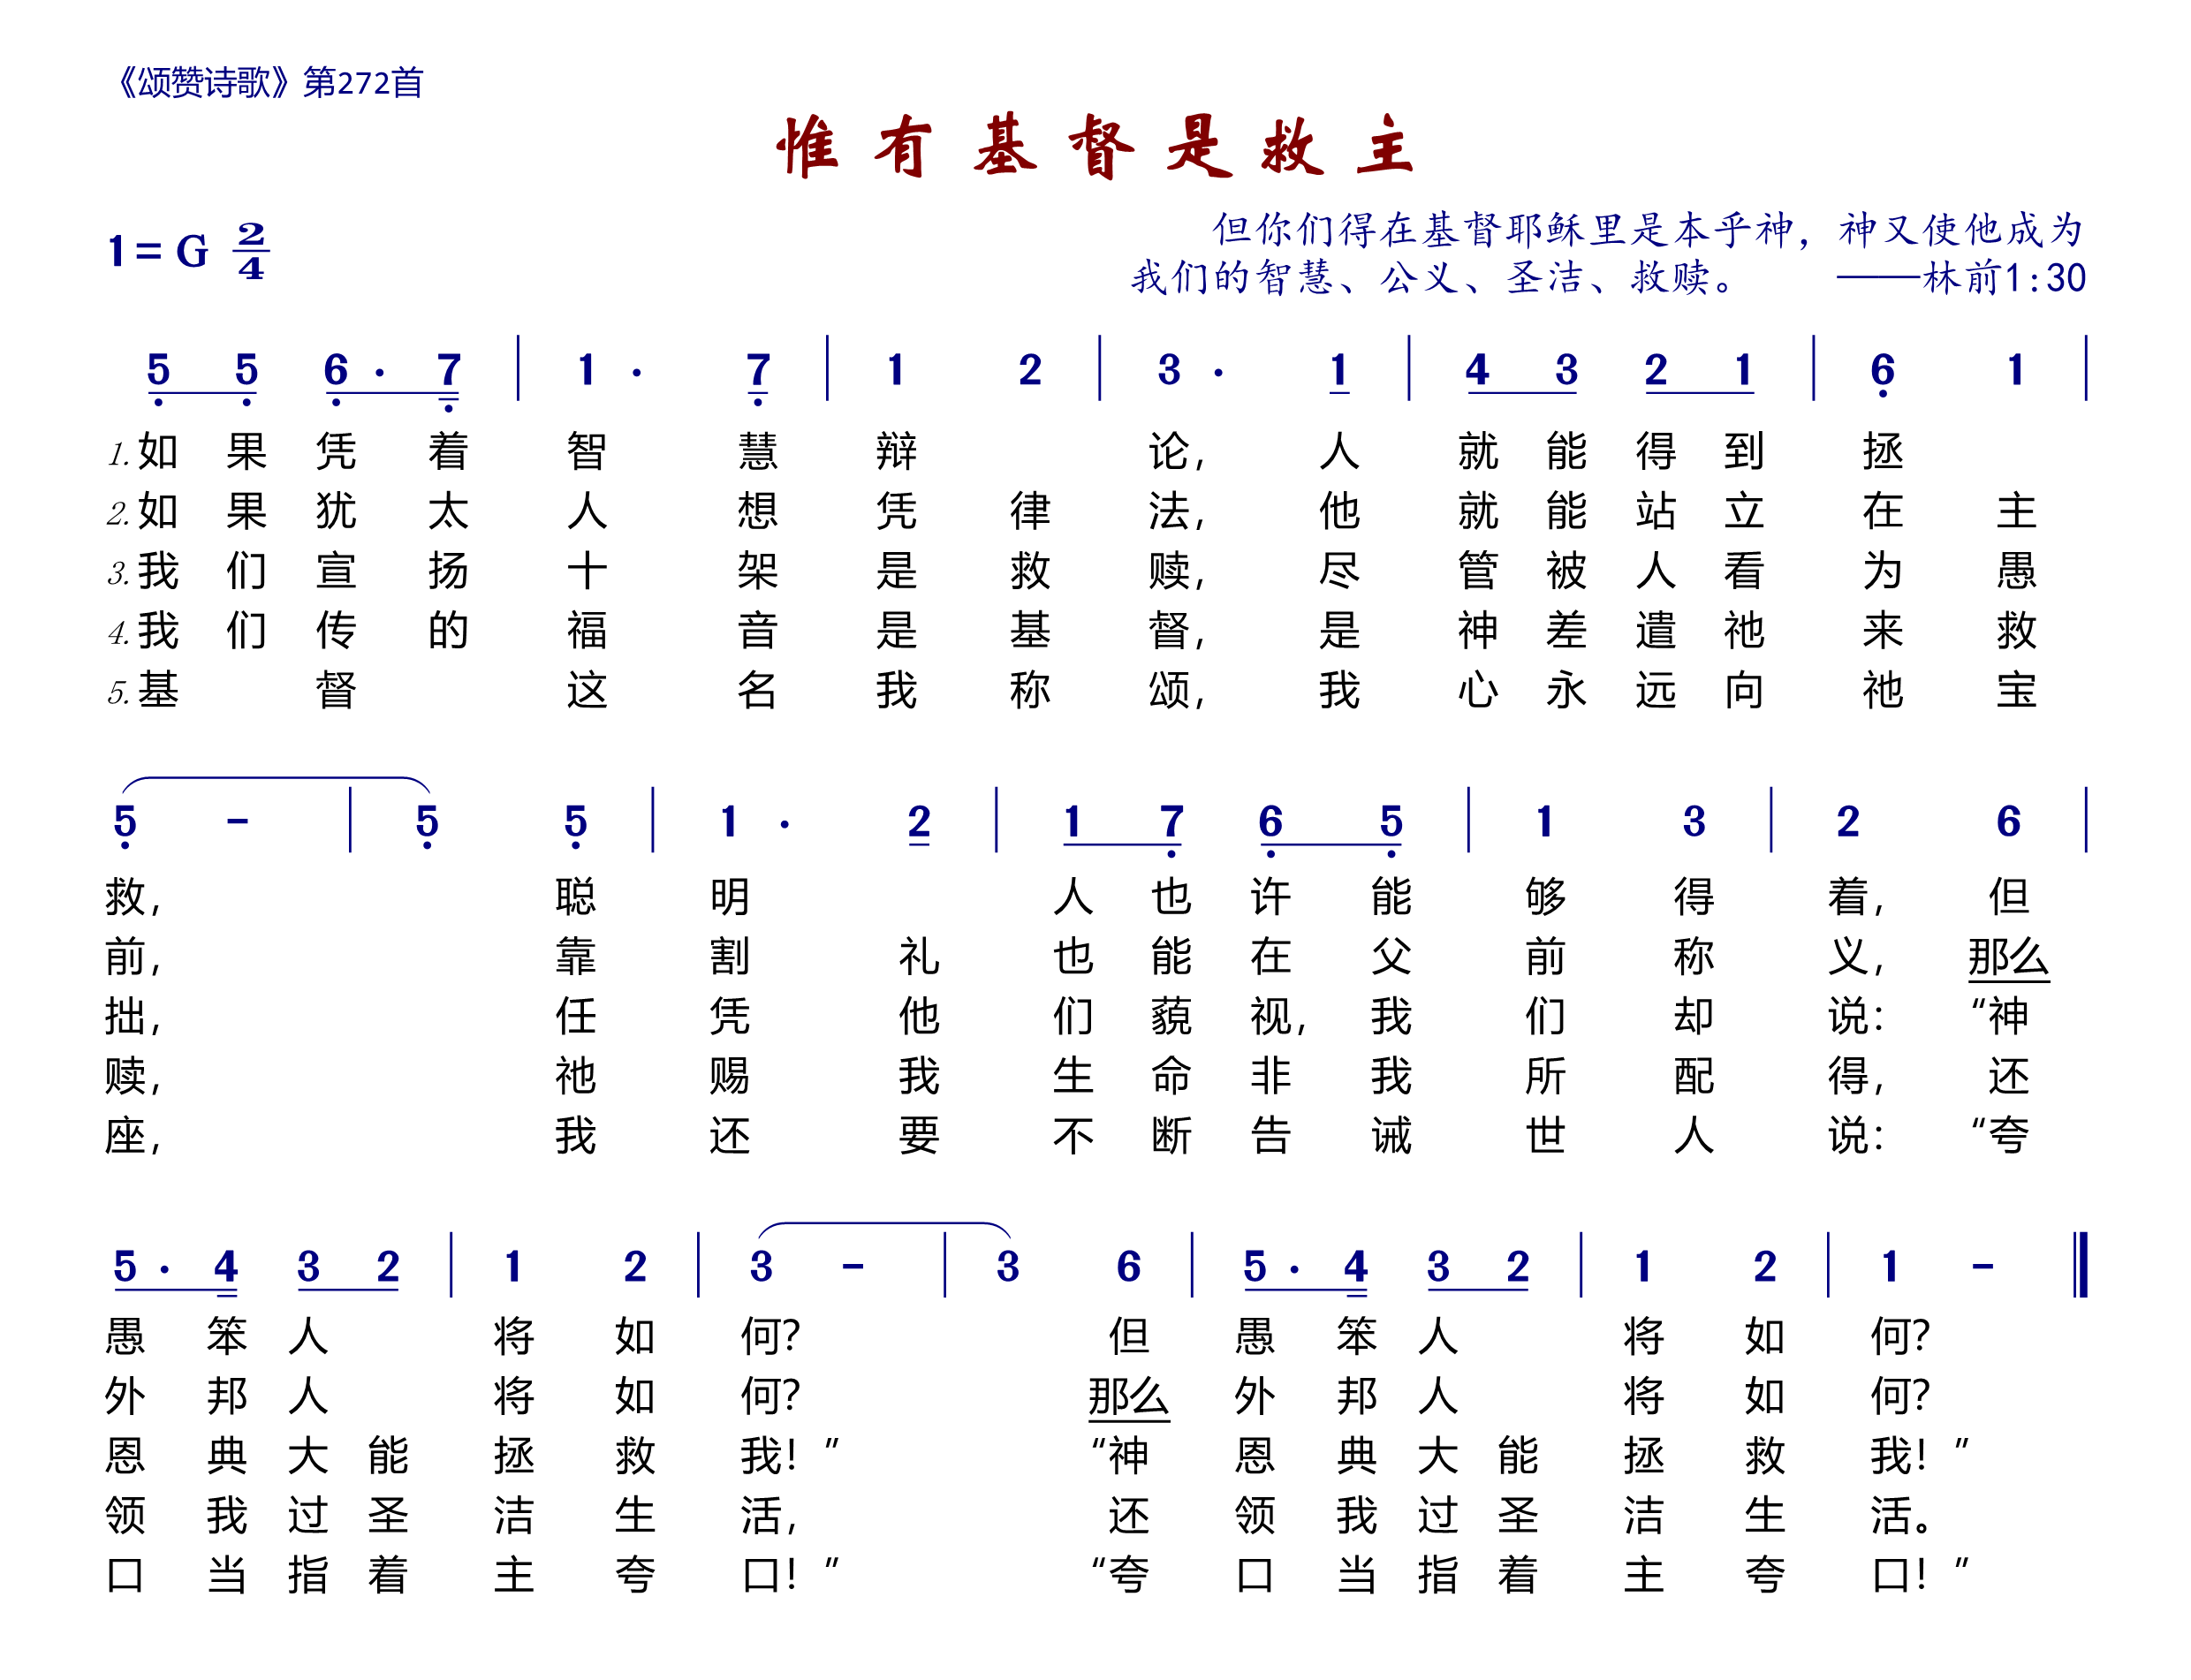 《颂赞诗歌》第272首
惟有基督是救主
1=G 2/4
但你们得在基督耶稣里是本乎神，神又使他成为
我们的智慧、公义、圣洁、救赎。 ——林前1:30
5 5 6 · 7 | 1 · 7 | 1 2 | 3 · 1 | 4 3 2 1 | 6 1 |
1.如果凭着智慧辩论，人就能得到拯
2.如果犹太人想凭律法，他就能站立在主
3.我们宣扬十架是救赎，尽管被人看为愚
4.我们传的福音是基督，是神差遣祂来救
5.基督这名我称颂，我心永远向祂宝
5 - | 5 5 | 1 · 2 | 1 7 6 5 | 1 3 | 2 6 |
救，聪明人也许能够得着，但
前，靠割礼也能在父前称义，那么
拙，任凭他们藐视，我们却说：“神
赎，祂赐我生命非我所配得，还
座，我还要不断告诫世人说：“夸
5 · 4 3 2 | 1 2 | 3 - | 3 6 | 5 · 4 3 2 | 1 2 | 1 - ‖
愚笨人将如何？但愚笨人将如何？
外邦人将如何？那么外邦人将如何？
恩典大能拯救我！”“神恩典大能拯救我！”
领我过圣洁生活，还领我过圣洁生活。
口当指着主夸口！”“夸口当指着主夸口！”